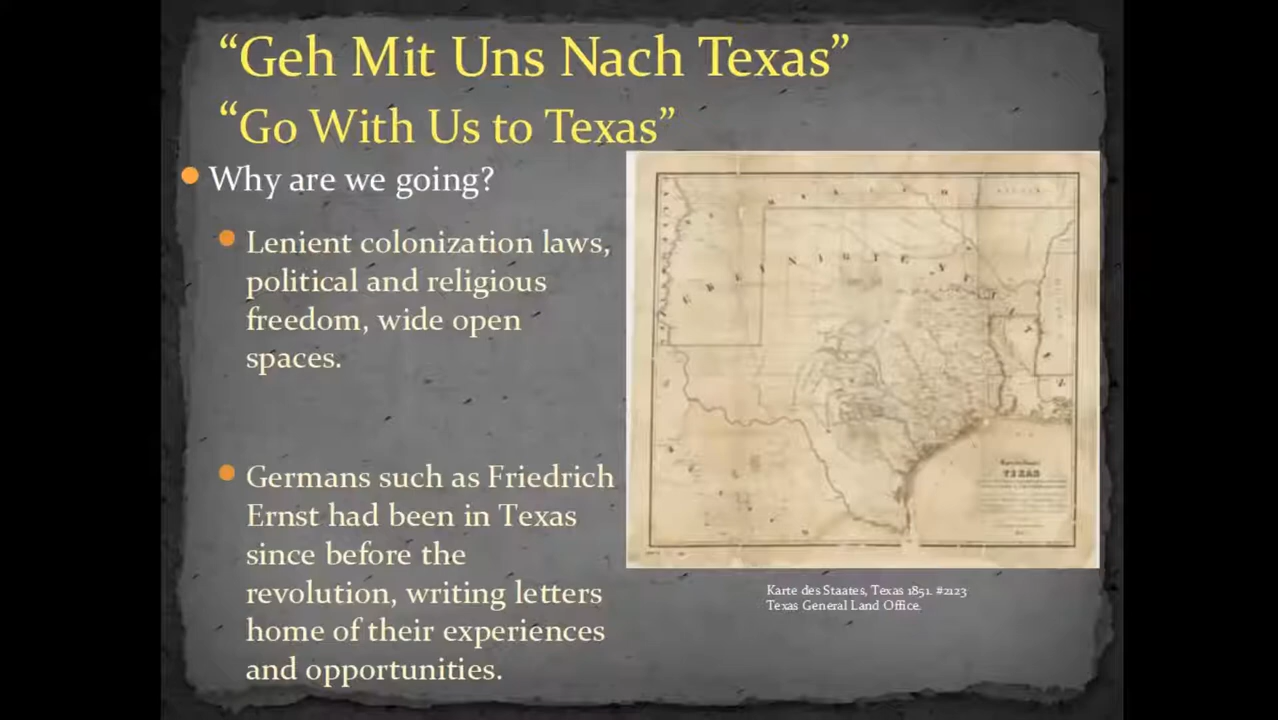 “Geh Mit Uns Nach Texas”
“Go With Us to Texas”
Why are we going?
Lenient colonization laws,
political and religious
freedom, wide open
spaces.
Germans such as Friedrich
Ernst had been in Texas
since before the
revolution, writing letters
home of their experiences
and opportunities.
TEXAS
Karte des Staates, Texas 1851. #2123
Texas General Land Office.